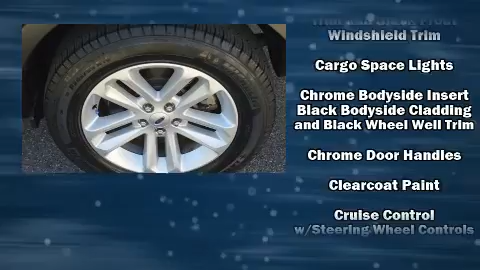 Windshield Trim
Cargo Space Lights
Chrome Bodyside Insert
Black Bodyside Cladding
and Black Wheel Well Trim
Chrome Door Handles
Clearcoat Paint
Cruise Control
w/Steering Wheel Controls